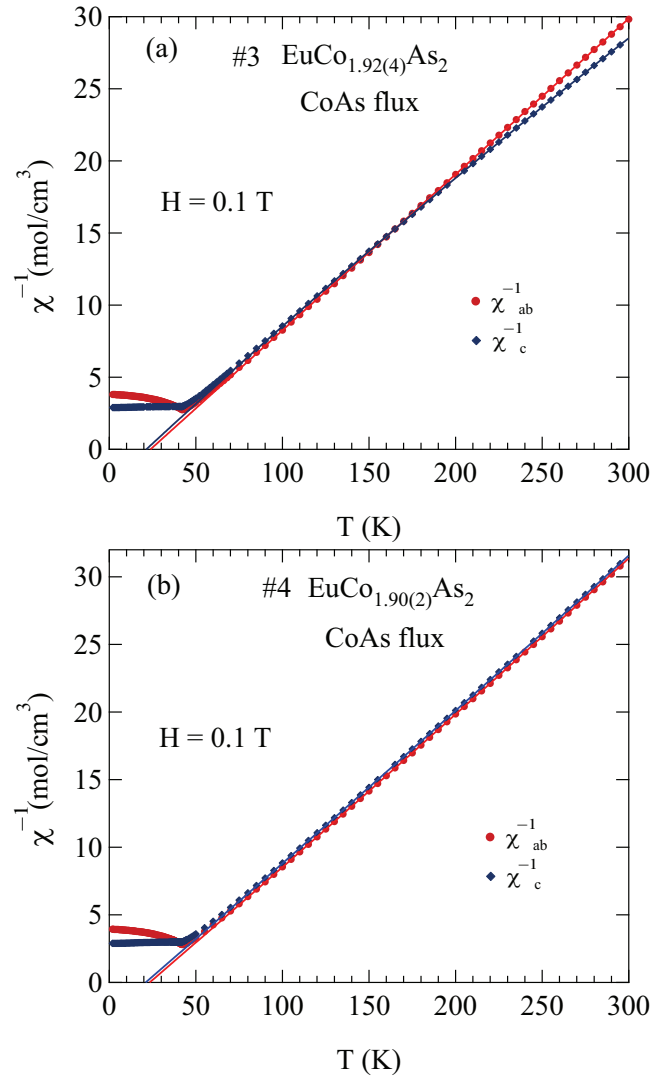 30
25
20
15
10
5
0
χ⁻¹(mol/cm³)
(a)
#3 EuCo₁.₉₂₍₄₎As₂
CoAs flux
H = 0.1 T
χ⁻¹ab
χ⁻¹c
0 50 100 150 200 250 300
T (K)
30
25
20
15
10
5
0
χ⁻¹(mol/cm³)
(b)
#4 EuCo₁.₉₀₍₂₎As₂
CoAs flux
H = 0.1 T
χ⁻¹ab
χ⁻¹c
0 50 100 150 200 250 300
T (K)